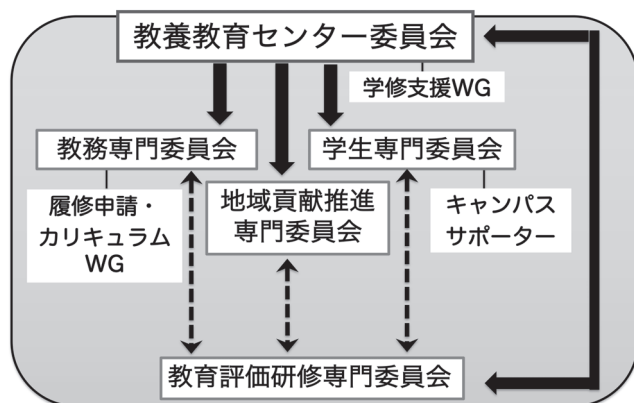 教養教育センター委員会
学修支援WG
教務専門委員会
学生専門委員会
履修申請・
カリキュラム
WG
地域貢献推進
専門委員会
キャンパス
サポーター
教育評価研修専門委員会